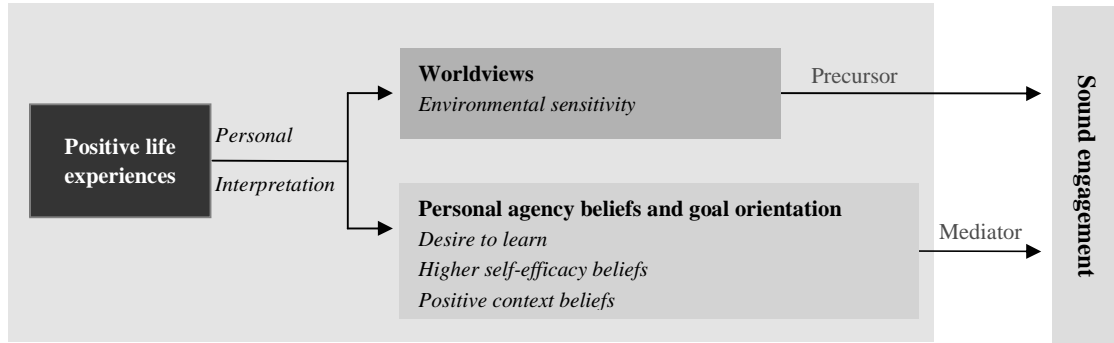 Positive life
experiences
Personal
Interpretation
Worldviews
Environmental sensitivity
Precursor
Personal agency beliefs and goal orientation
Desire to learn
Higher self-efficacy beliefs
Positive context beliefs
Mediator
Sound engagement